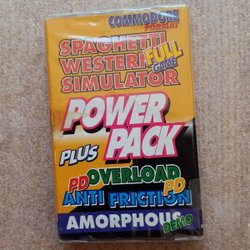 COMMODORE
FORMAT
SPAGHETTI
WESTERN
SIMULATOR
FULL
GAME
POWER
PACK
PLUS
OVERLOAD
PD
ANTI FRICTION
PD
AMORPHOUS
DEMO